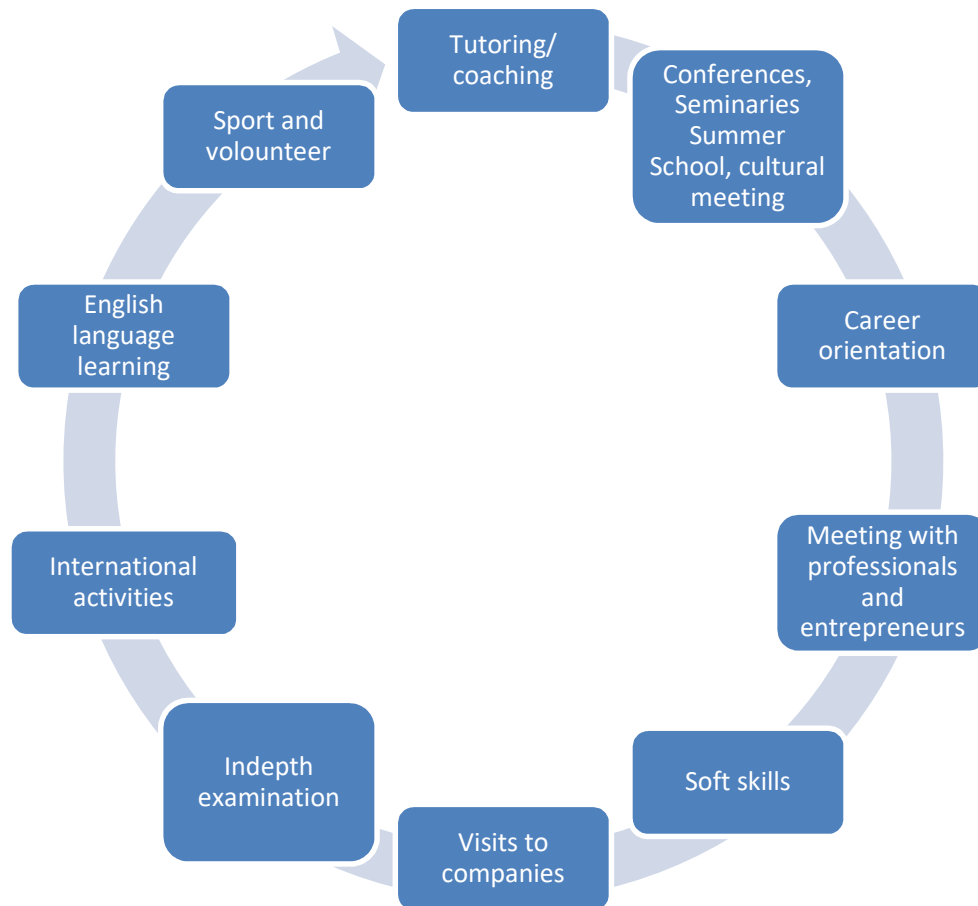 Tutoring/
coaching
Conferences,
Seminaries
Summer
School, cultural
meeting
Career
orientation
Meeting with
professionals
and
entrepreneurs
Soft skills
Visits to
companies
Indepth
examination
International
activities
English
language
learning
Sport and
volounteer